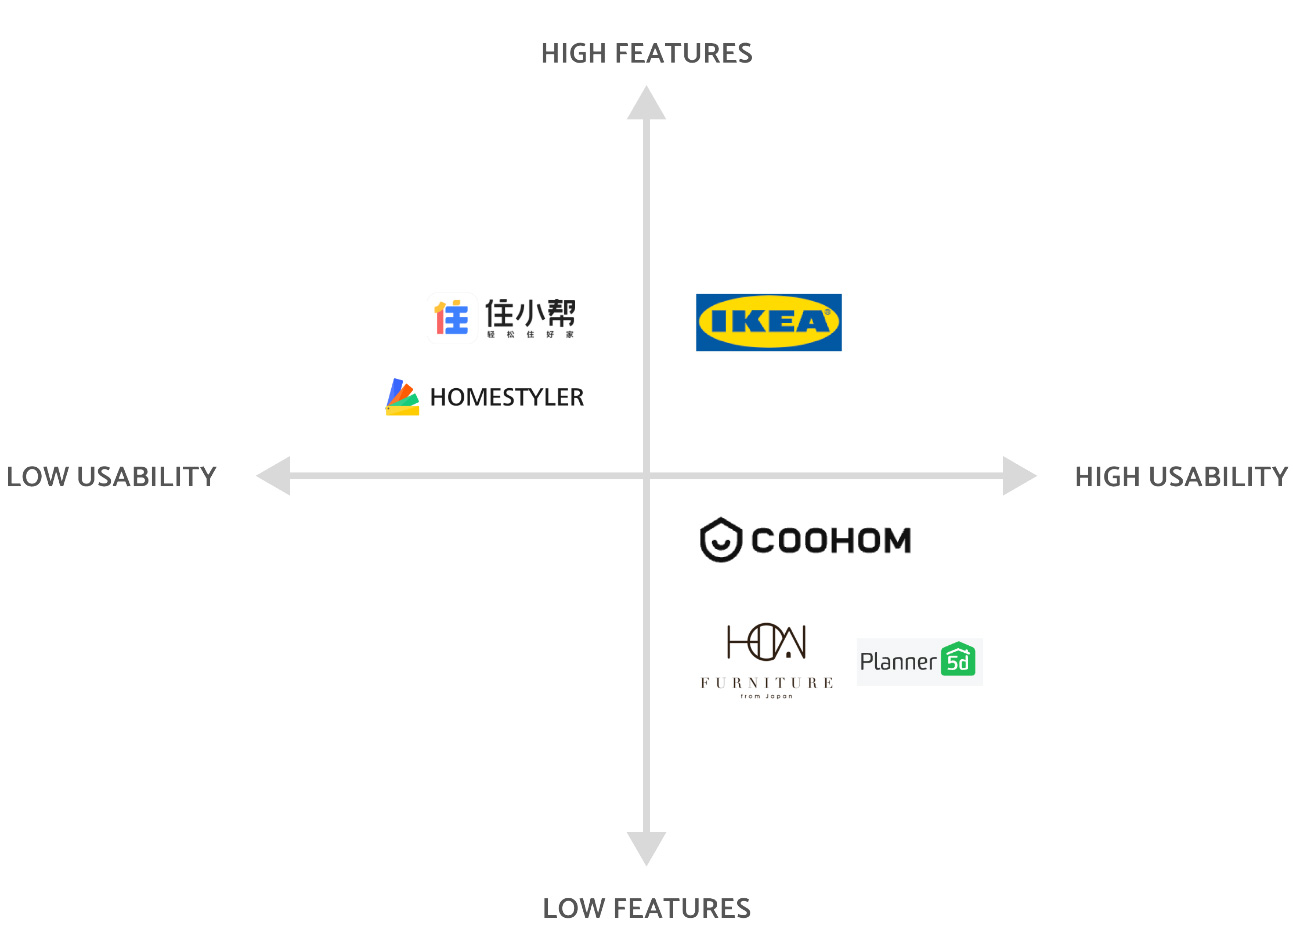 HIGH FEATURES
住小帮
轻松住好家
IKEA®
HOMESTYLER
LOW USABILITY
HIGH USABILITY
COOHOM
FURNITURE
from Japan
Planner 5d
LOW FEATURES